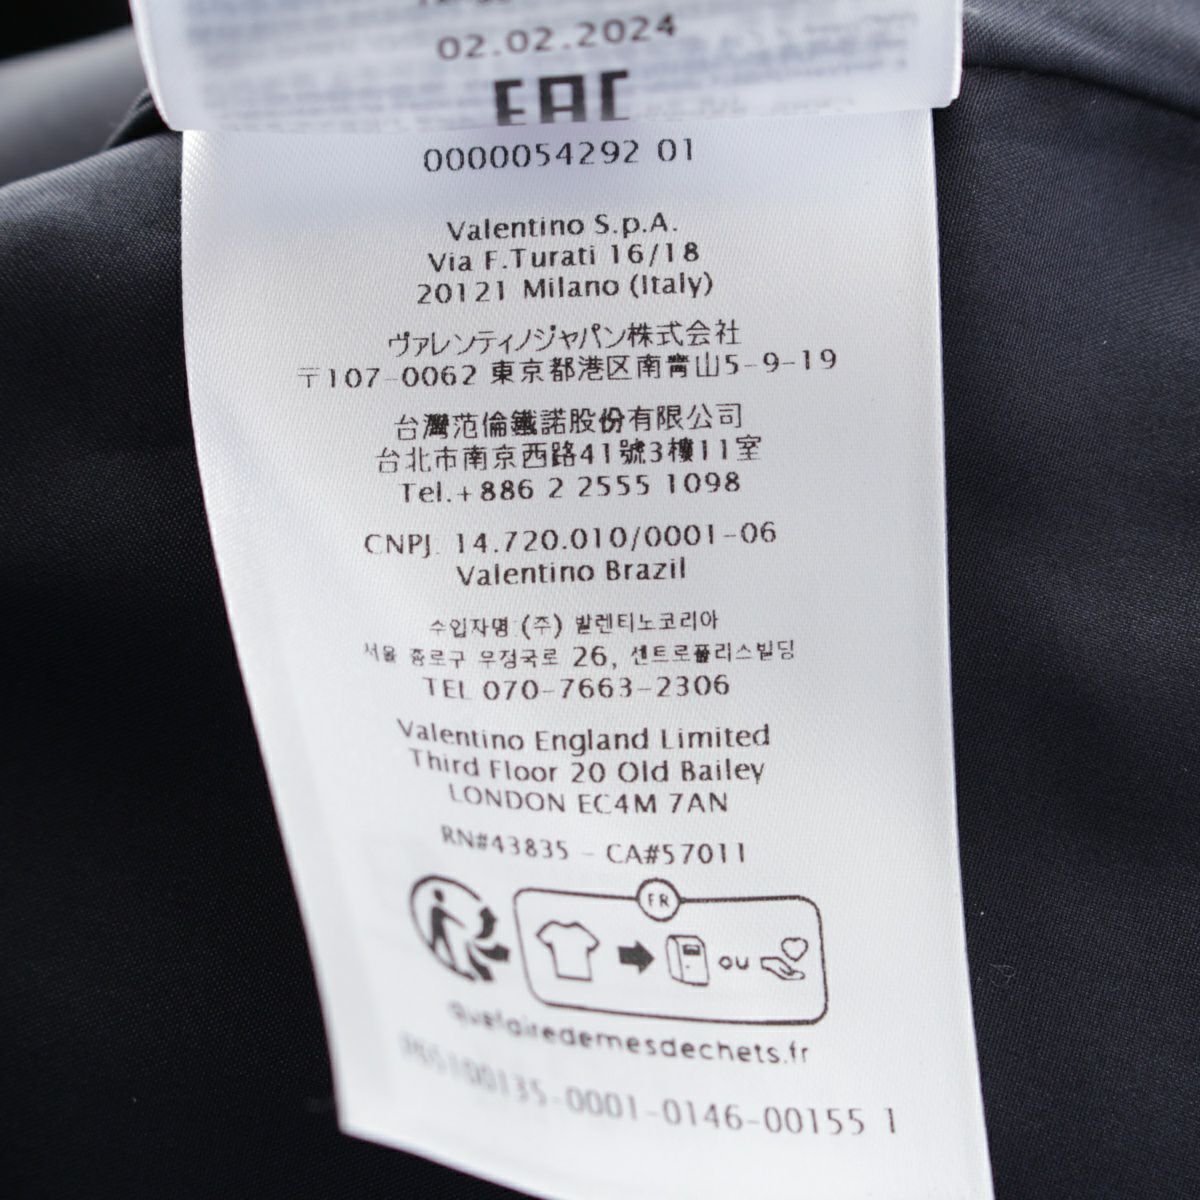 02.02.2024
EAC
0000054292 01
Valentino S.p.A.
Via F.Turati 16/18
20121 Milano (Italy)
ヴァレンティノジャパン株式会社
〒107-0062 東京都港区南青山5-9-19
台灣范倫鐵諾股份有限公司
台北市南京西路41號3樓11室
Tel.+886 2 2555 1098
CNPJ: 14.720.010/0001-06
Valentino Brazil
수입자명:(주) 발렌티노코리아
서울 종로구 우정국로 26, 센트로폴리스빌딩
TEL 070-7663-2306
Valentino England Limited
Third Floor 20 Old Bailey
LONDON EC4M 7AN
RN#43835 - CA#57011
FR
ou
quefairedemesdechets.fr
-0001-0146-00155 1